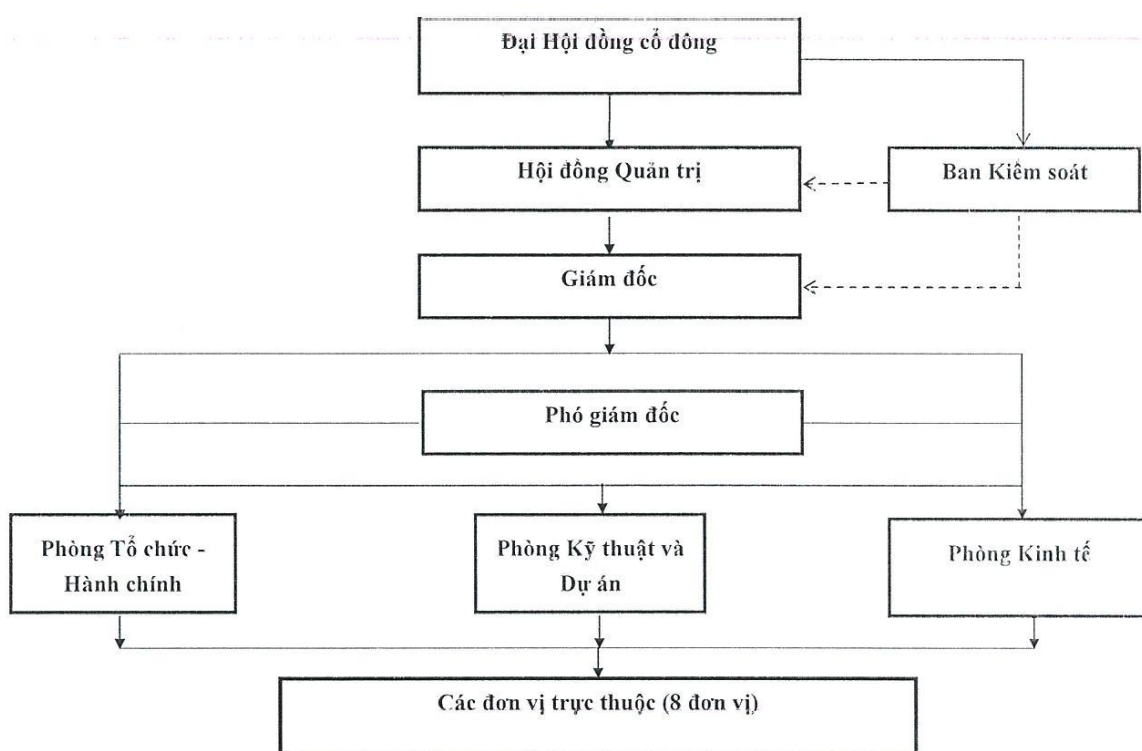 Đại Hội đồng cổ đông
Hội đồng Quản trị
Ban Kiểm soát
Giám đốc
Phó giám đốc
Phòng Tổ chức -
Hành chính
Phòng Kỹ thuật và
Dự án
Phòng Kinh tế
Các đơn vị trực thuộc (8 đơn vị)